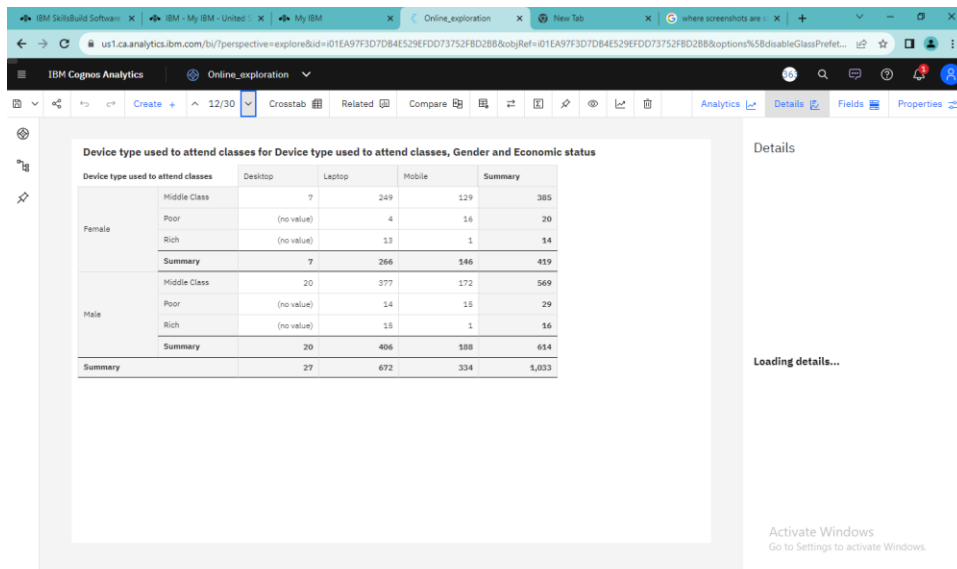 IBM SkillsBuild Software
IBM - My IBM - United S
My IBM
Online_exploration
New Tab
where screenshots are s
us1.ca.analytics.ibm.com/bi/?perspective=explore&id=i01EA97F3D7DB4E529EFDD73752FBD2BB&objRef=i01EA97F3D7DB4E529EFDD73752FBD2BB&options%5BdisableGlassPrefet...
IBM Cognos Analytics
Online_exploration
363
Create +
12/30
Crosstab
Related
Compare
Analytics
Details
Fields
Properties
Device type used to attend classes for Device type used to attend classes, Gender and Economic status
Device type used to attend classes Desktop Laptop Mobile Summary
Female
Middle Class 7 249 129 385
Poor (no value) 4 16 20
Rich (no value) 13 1 14
Summary 7 266 146 419
Male
Middle Class 20 377 172 569
Poor (no value) 14 15 29
Rich (no value) 15 1 16
Summary 20 406 188 614
Summary 27 672 334 1,033
Details
Loading details...
Activate Windows
Go to Settings to activate Windows.